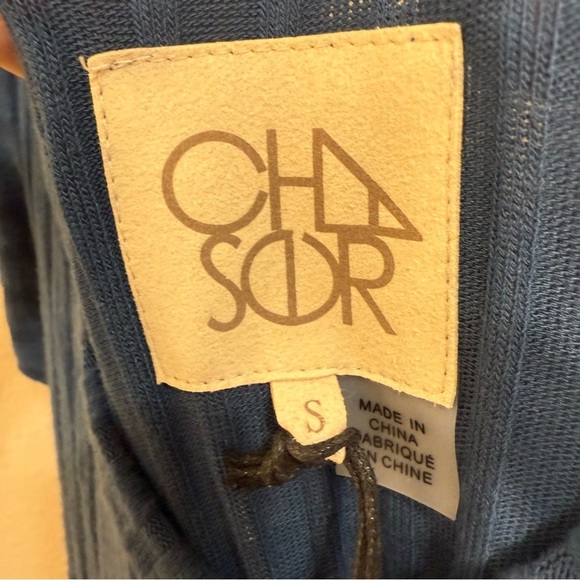 CHA
SOR
S
MADE IN
CHINA
FABRIQUÉ
EN CHINE